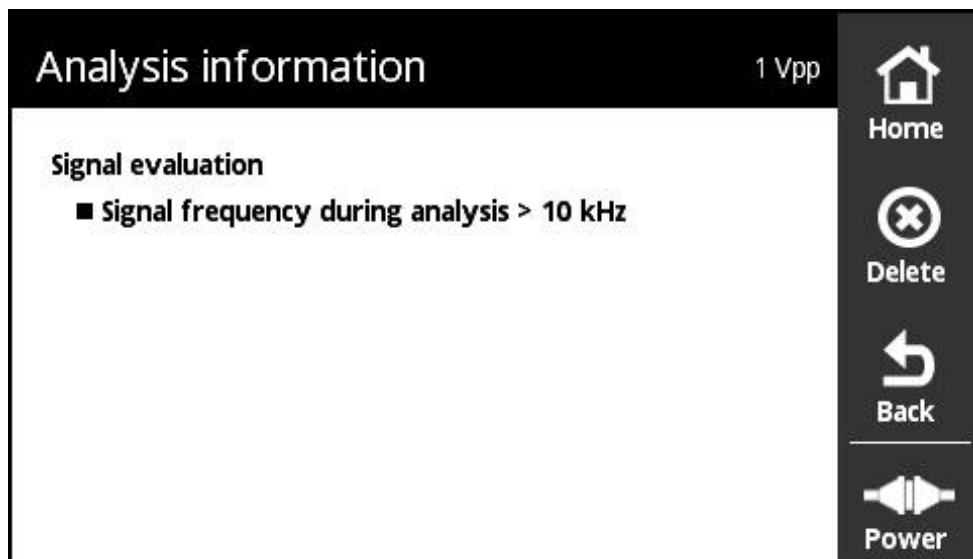 Analysis information
1 Vpp
Signal evaluation
■ Signal frequency during analysis > 10 kHz
Home
Delete
Back
Power